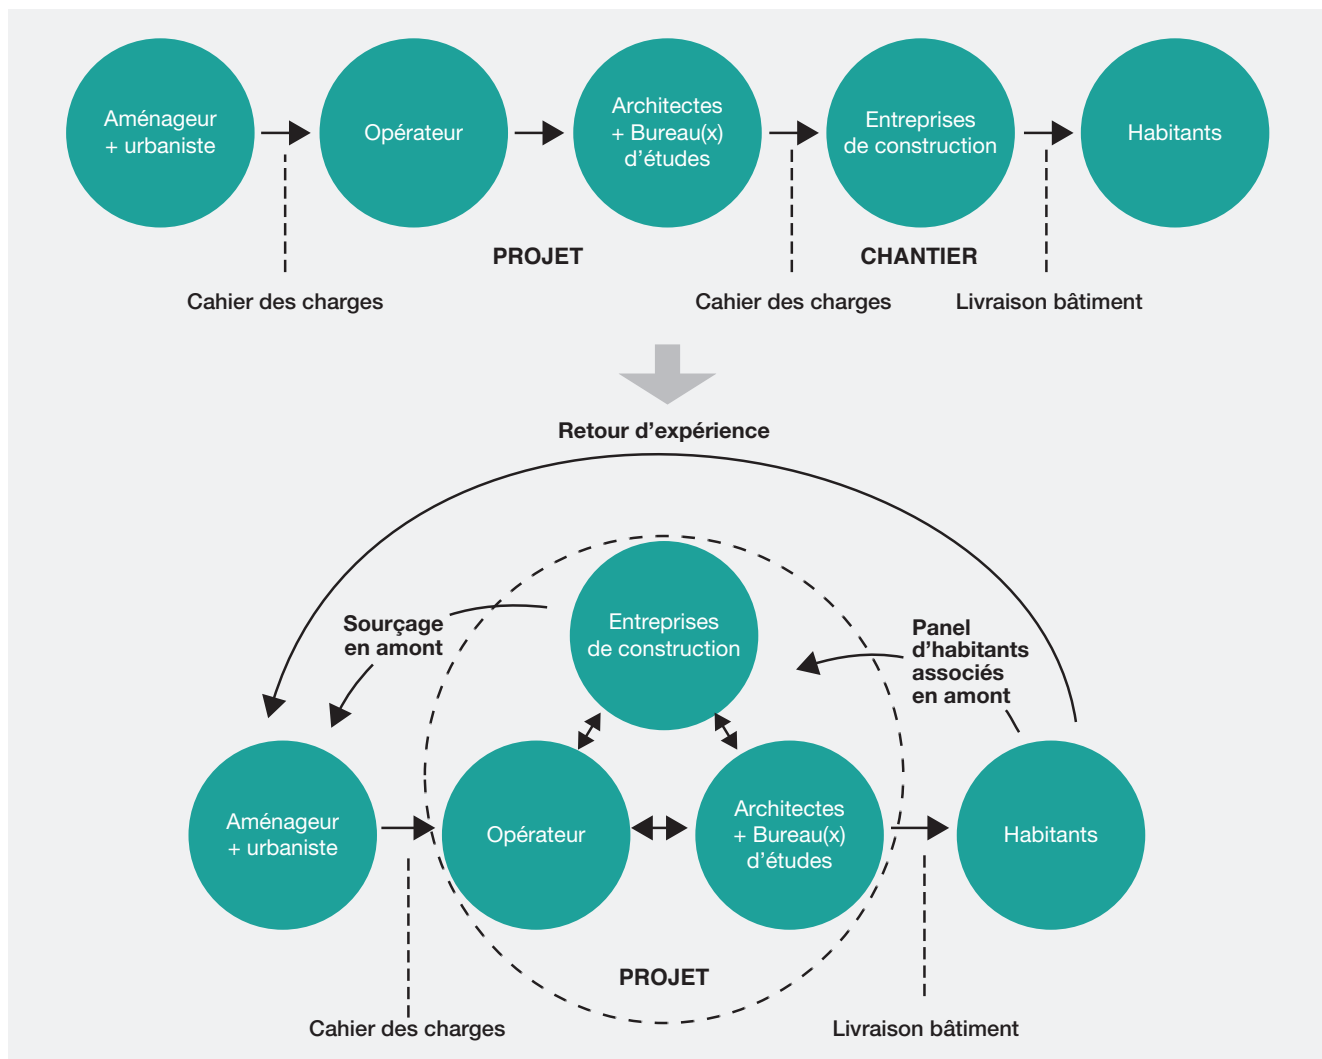 Aménageur
+ urbaniste
Opérateur
Architectes
+ Bureau(x)
d'études
Entreprises
de construction
Habitants
PROJET
CHANTIER
Cahier des charges
Cahier des charges
Livraison bâtiment
Retour d'expérience
Sourçage
en amont
Entreprises
de construction
Panel
d'habitants
associés
en amont
Aménageur
+ urbaniste
Opérateur
Architectes
+ Bureau(x)
d'études
Habitants
PROJET
Cahier des charges
Livraison bâtiment